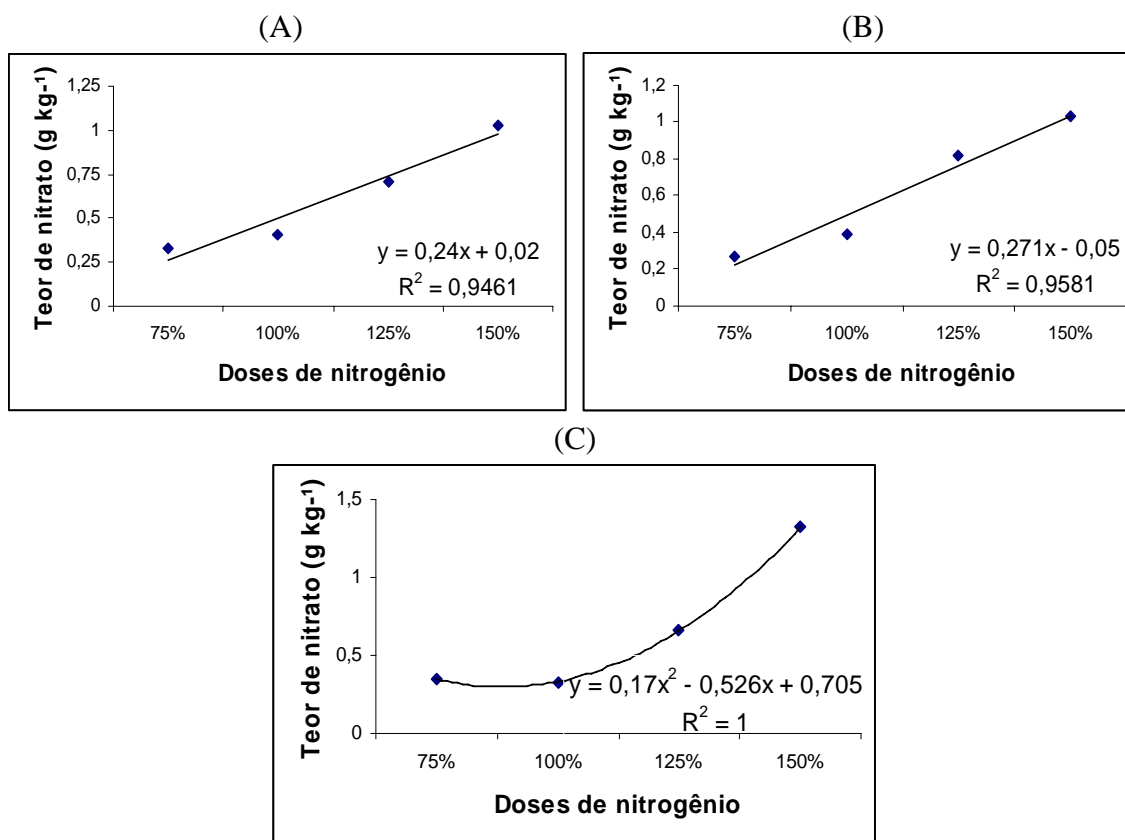 (A)
Teor de nitrato (g kg-¹)
1,25
1
0,75
0,5
0,25
0
y = 0,24x + 0,02
R² = 0,9461
75% 100% 125% 150%
Doses de nitrogênio
(B)
Teor de nitrato (g kg-¹)
1,2
1
0,8
0,6
0,4
0,2
0
y = 0,271x - 0,05
R² = 0,9581
75% 100% 125% 150%
Doses de nitrogênio
(C)
Teor de nitrato (g kg-¹)
1,5
1
0,5
0
y = 0,17x² - 0,526x + 0,705
R² = 1
75% 100% 125% 150%
Doses de nitrogênio